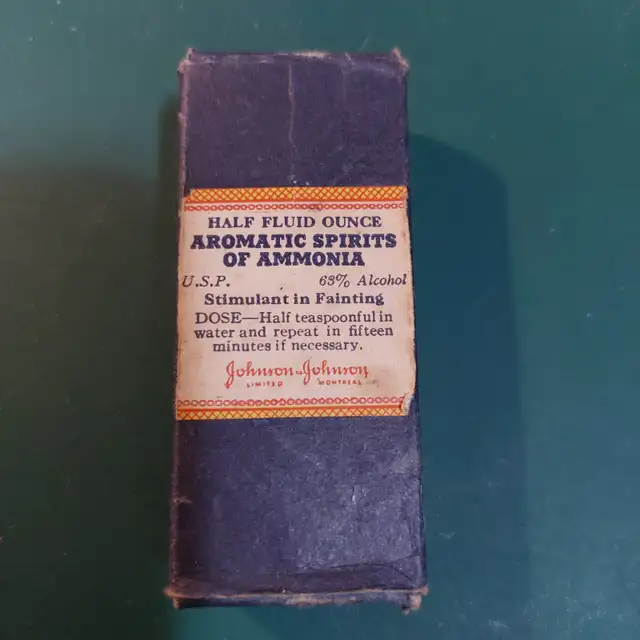 HALF FLUID OUNCE
AROMATIC SPIRITS
OF AMMONIA
U.S.P. 63% Alcohol
Stimulant in Fainting
DOSE—Half teaspoonful in
water and repeat in fifteen
minutes if necessary.
Johnson & Johnson
LIMITED MONTREAL